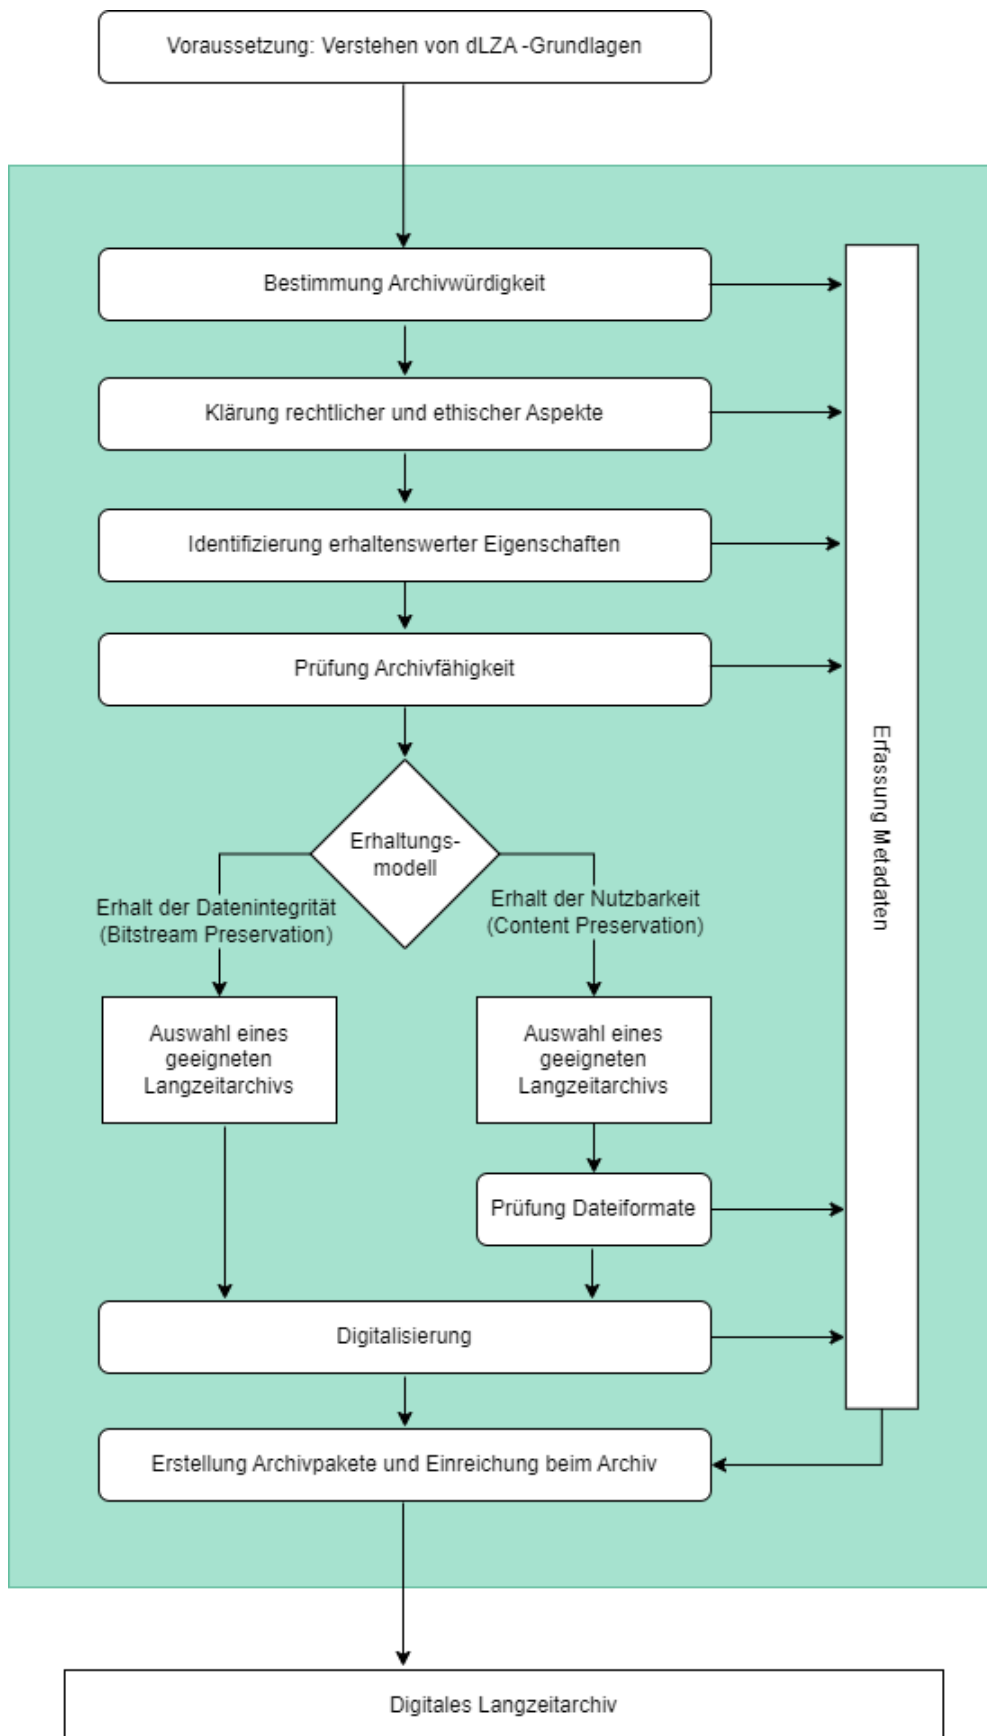 Voraussetzung: Verstehen von dLZA -Grundlagen
Bestimmung Archivwürdigkeit
Klärung rechtlicher und ethischer Aspekte
Identifizierung erhaltenswerter Eigenschaften
Prüfung Archivfähigkeit
Erfassung Metadaten
Erhaltungs-
modell
Erhalt der Datenintegrität
(Bitstream Preservation)
Erhalt der Nutzbarkeit
(Content Preservation)
Auswahl eines
geeigneten
Langzeitarchivs
Auswahl eines
geeigneten
Langzeitarchivs
Prüfung Dateiformate
Digitalisierung
Erstellung Archivpakete und Einreichung beim Archiv
Digitales Langzeitarchiv